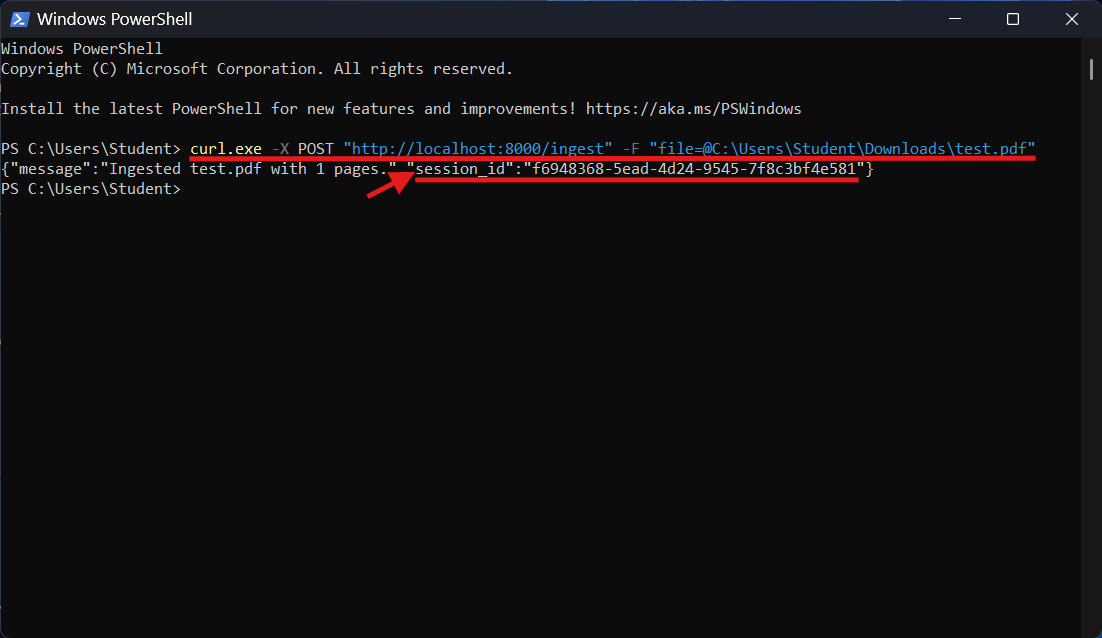 Windows PowerShell
Windows PowerShell
Copyright (C) Microsoft Corporation. All rights reserved.
Install the latest PowerShell for new features and improvements! https://aka.ms/PSWindows
PS C:\Users\Student> curl.exe -X POST "http://localhost:8000/ingest" -F "file=@C:\Users\Student\Downloads\test.pdf"
{"message":"Ingested test.pdf with 1 pages.","session_id":"f6948368-5ead-4d24-9545-7f8c3bf4e581"}
PS C:\Users\Student>